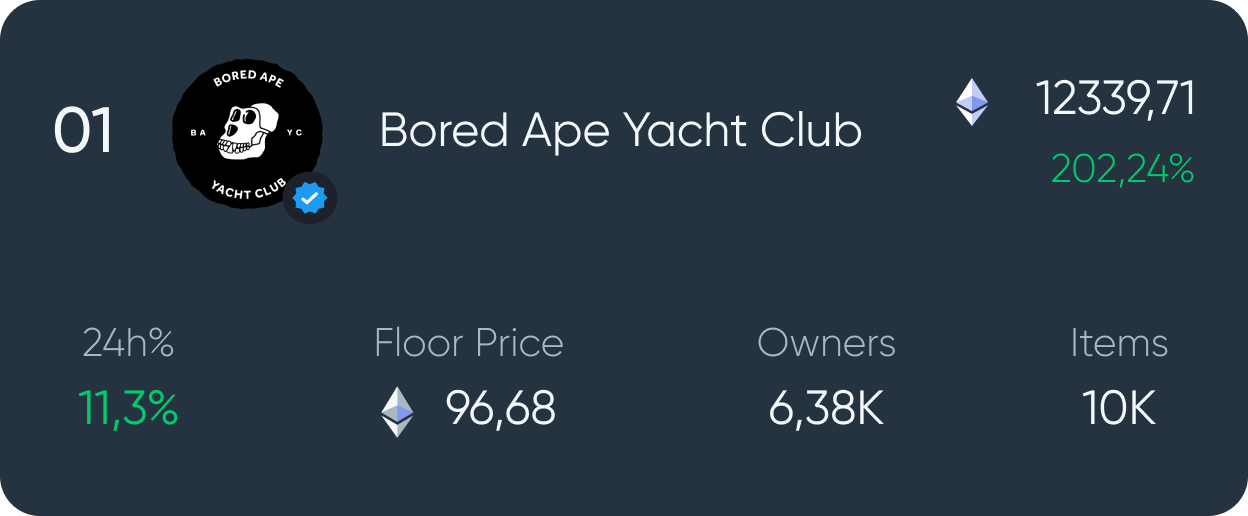 01
BORED APE
BA YC
YACHT CLUB
Bored Ape Yacht Club
12339,71
202,24%
24h%
11,3%
Floor Price
96,68
Owners
6,38K
Items
10K